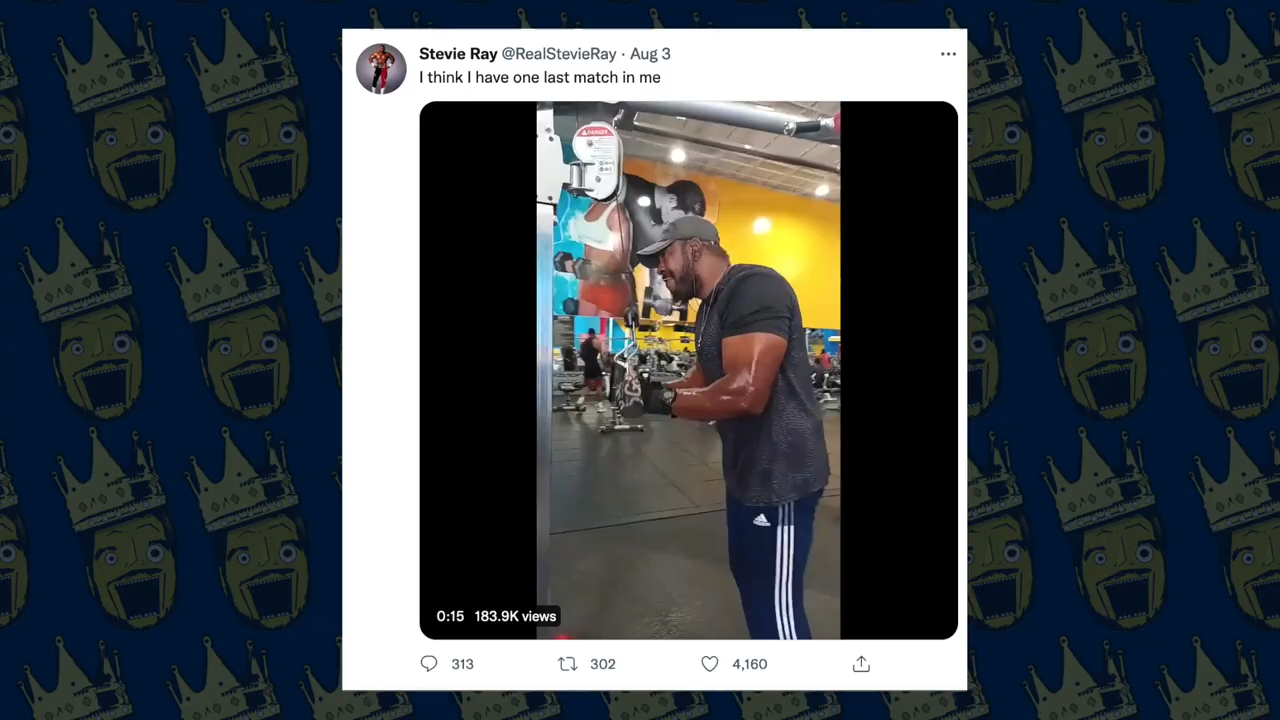 Stevie Ray @RealStevieRay · Aug 3
I think I have one last match in me
DANGER
0:15 183.9K views
313 302 4,160